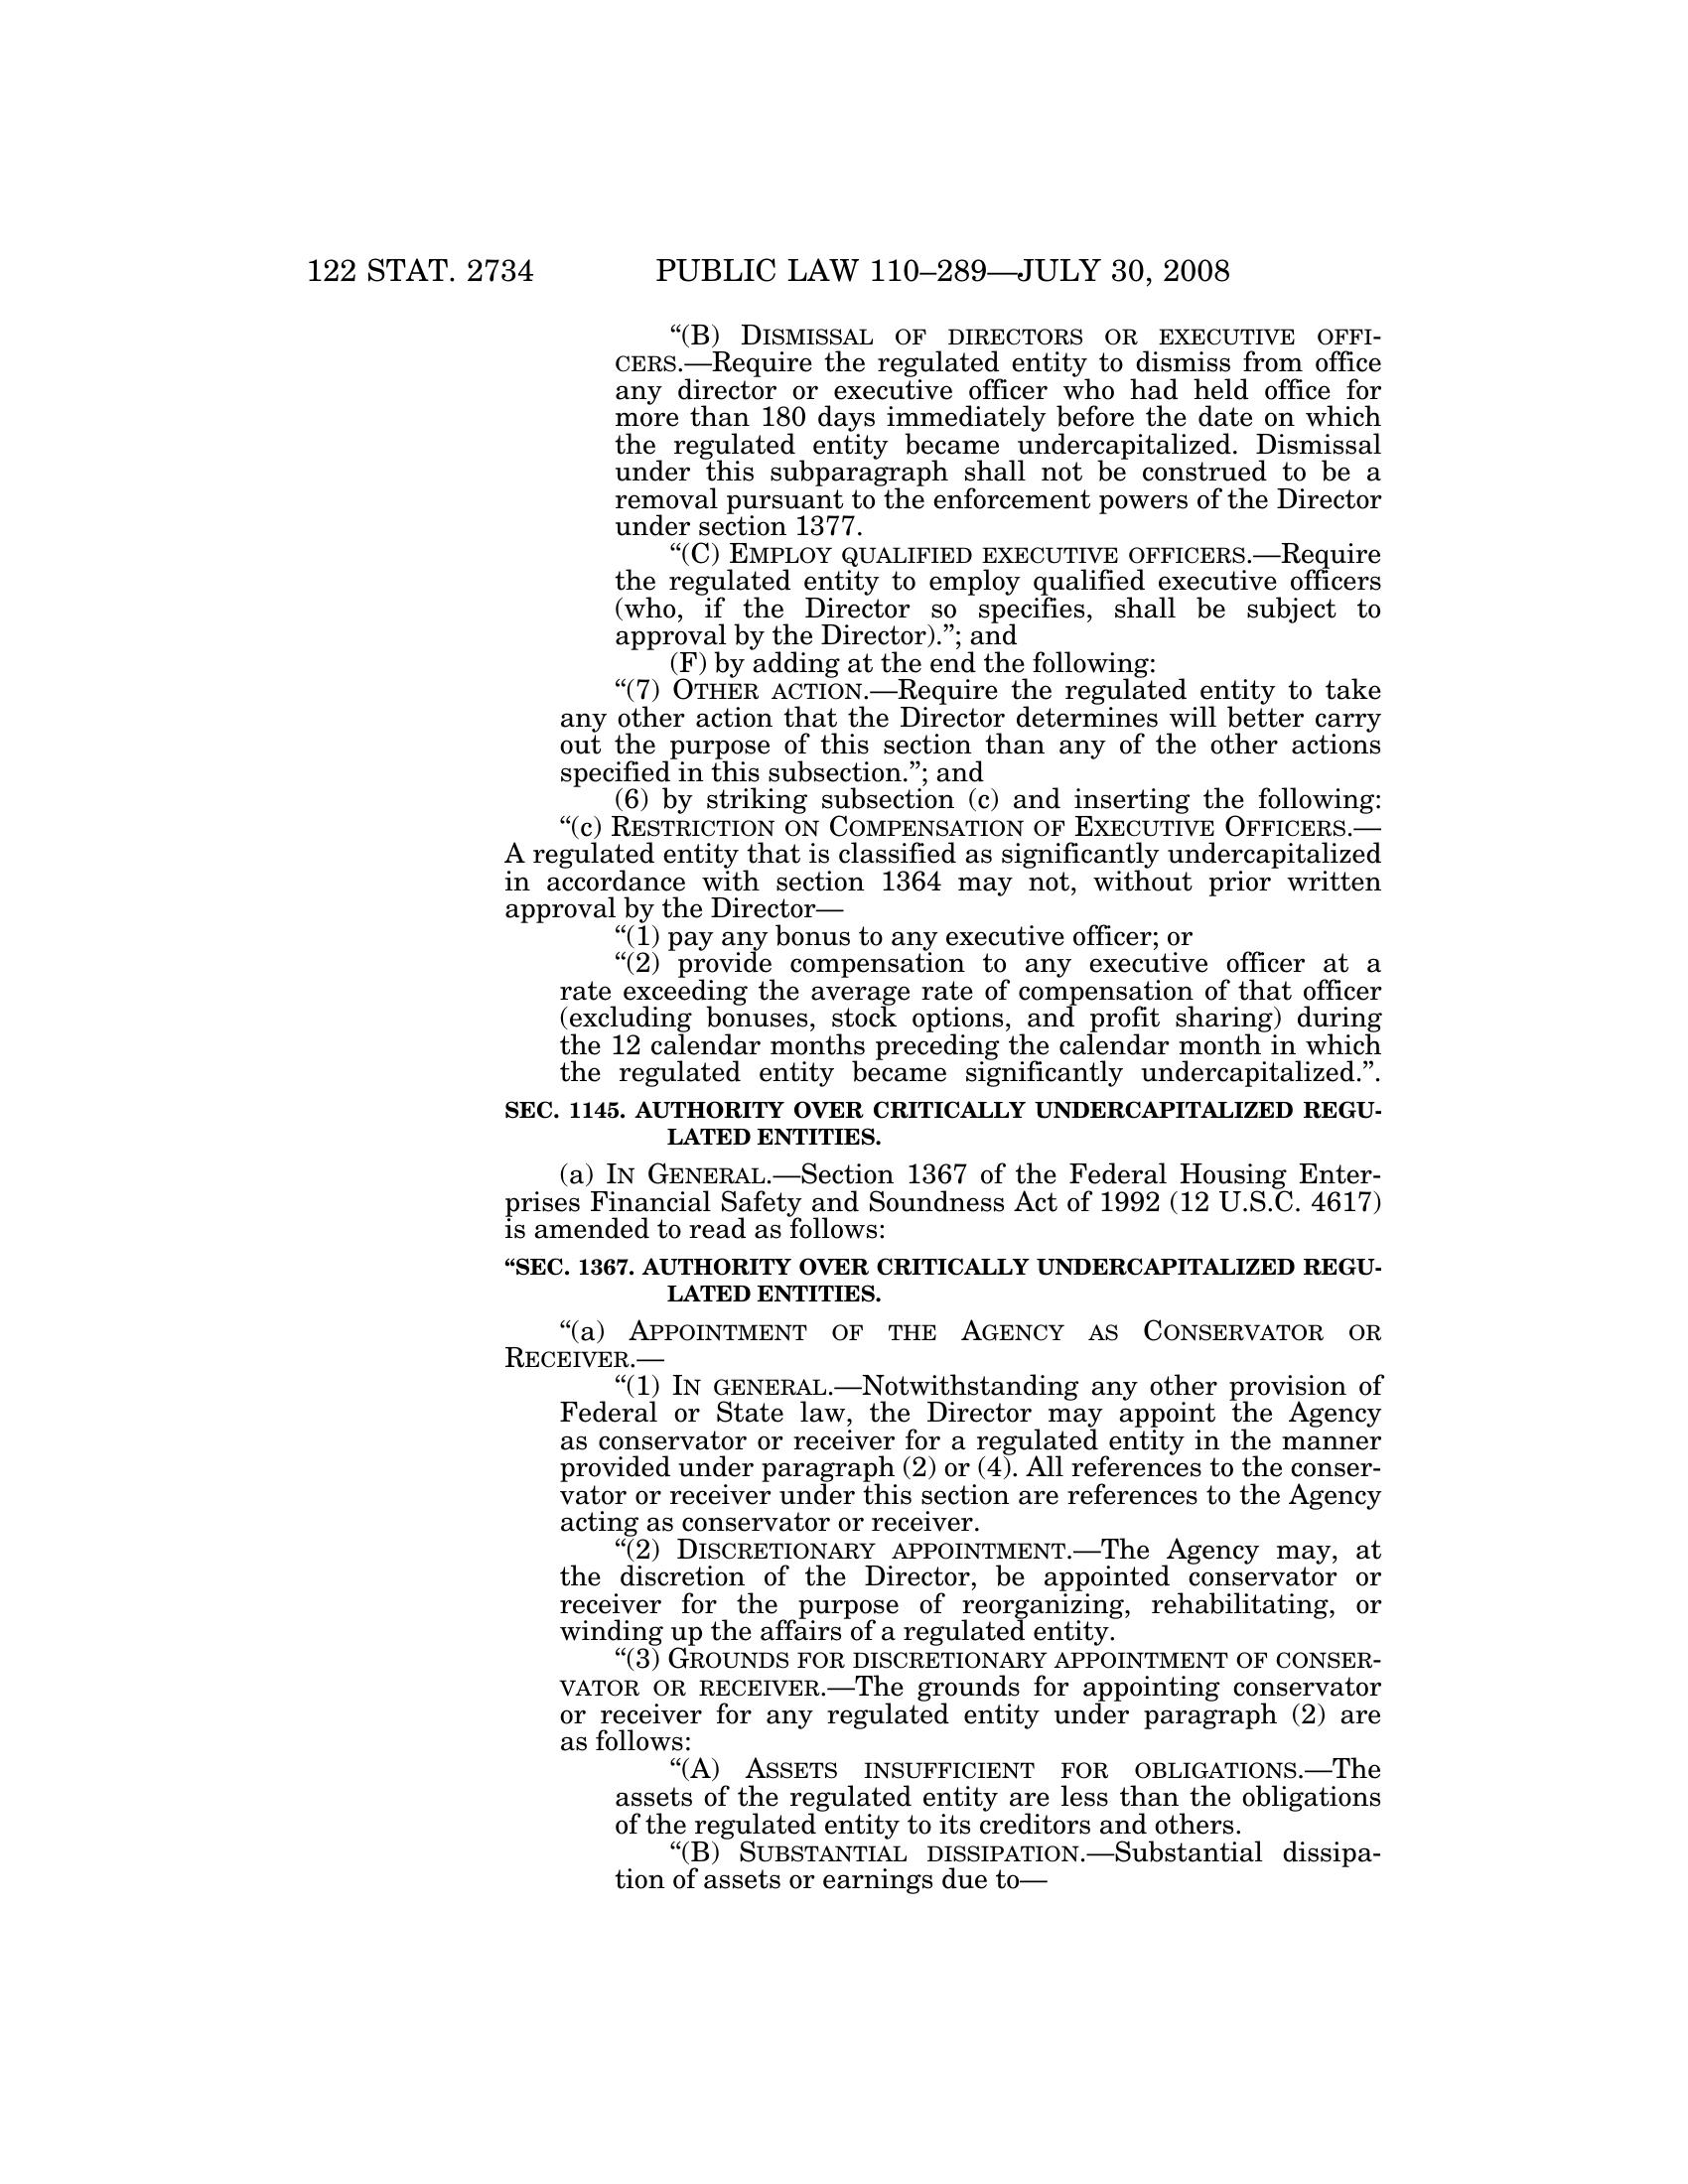 122 STAT. 2734 PUBLIC LAW 110–289—JULY 30, 2008
“(B) DISMISSAL OF DIRECTORS OR EXECUTIVE OFFI-
CERS.—Require the regulated entity to dismiss from office
any director or executive officer who had held office for
more than 180 days immediately before the date on which
the regulated entity became undercapitalized. Dismissal
under this subparagraph shall not be construed to be a
removal pursuant to the enforcement powers of the Director
under section 1377.
“(C) EMPLOY QUALIFIED EXECUTIVE OFFICERS.—Require
the regulated entity to employ qualified executive officers
(who, if the Director so specifies, shall be subject to
approval by the Director).”; and
(F) by adding at the end the following:
“(7) OTHER ACTION.—Require the regulated entity to take
any other action that the Director determines will better carry
out the purpose of this section than any of the other actions
specified in this subsection.”; and
(6) by striking subsection (c) and inserting the following:
“(c) RESTRICTION ON COMPENSATION OF EXECUTIVE OFFICERS.—
A regulated entity that is classified as significantly undercapitalized
in accordance with section 1364 may not, without prior written
approval by the Director—
“(1) pay any bonus to any executive officer; or
“(2) provide compensation to any executive officer at a
rate exceeding the average rate of compensation of that officer
(excluding bonuses, stock options, and profit sharing) during
the 12 calendar months preceding the calendar month in which
the regulated entity became significantly undercapitalized.”.
SEC. 1145. AUTHORITY OVER CRITICALLY UNDERCAPITALIZED REGU-
LATED ENTITIES.
(a) IN GENERAL.—Section 1367 of the Federal Housing Enter-
prises Financial Safety and Soundness Act of 1992 (12 U.S.C. 4617)
is amended to read as follows:
“SEC. 1367. AUTHORITY OVER CRITICALLY UNDERCAPITALIZED REGU-
LATED ENTITIES.
“(a) APPOINTMENT OF THE AGENCY AS CONSERVATOR OR
RECEIVER.—
“(1) IN GENERAL.—Notwithstanding any other provision of
Federal or State law, the Director may appoint the Agency
as conservator or receiver for a regulated entity in the manner
provided under paragraph (2) or (4). All references to the conser-
vator or receiver under this section are references to the Agency
acting as conservator or receiver.
“(2) DISCRETIONARY APPOINTMENT.—The Agency may, at
the discretion of the Director, be appointed conservator or
receiver for the purpose of reorganizing, rehabilitating, or
winding up the affairs of a regulated entity.
“(3) GROUNDS FOR DISCRETIONARY APPOINTMENT OF CONSER-
VATOR OR RECEIVER.—The grounds for appointing conservator
or receiver for any regulated entity under paragraph (2) are
as follows:
“(A) ASSETS INSUFFICIENT FOR OBLIGATIONS.—The
assets of the regulated entity are less than the obligations
of the regulated entity to its creditors and others.
“(B) SUBSTANTIAL DISSIPATION.—Substantial dissipa-
tion of assets or earnings due to—